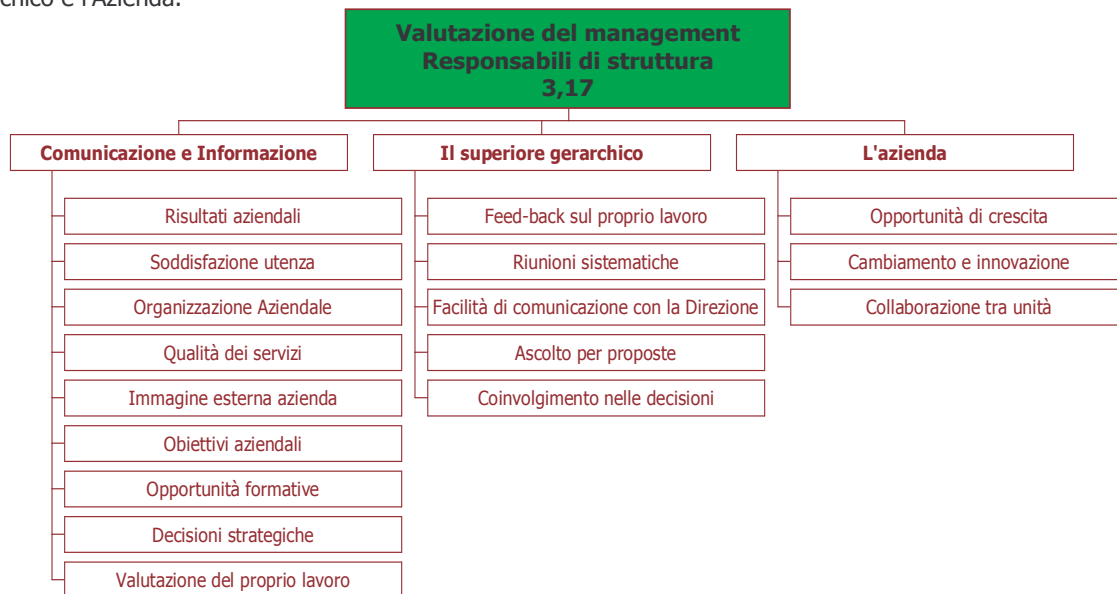 chico e l'Azienda.
Valutazione del management
Responsabili di struttura
3,17
Comunicazione e Informazione
Il superiore gerarchico
L'azienda
Risultati aziendali
Feed-back sul proprio lavoro
Opportunità di crescita
Soddisfazione utenza
Riunioni sistematiche
Cambiamento e innovazione
Organizzazione Aziendale
Facilità di comunicazione con la Direzione
Collaborazione tra unità
Qualità dei servizi
Ascolto per proposte
Immagine esterna azienda
Coinvolgimento nelle decisioni
Obiettivi aziendali
Opportunità formative
Decisioni strategiche
Valutazione del proprio lavoro